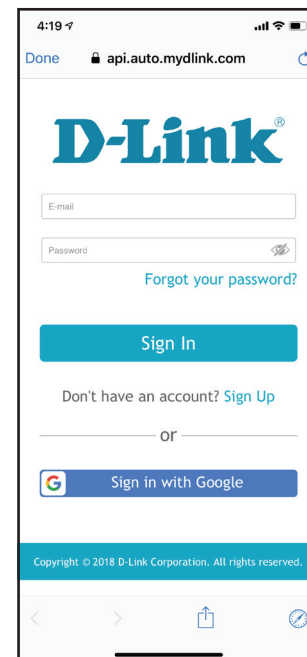 4:19
Done api.auto.mydlink.com
D-Link®
E-mail
Password
Forgot your password?
Sign In
Don't have an account? Sign Up
or
G Sign in with Google
Copyright © 2018 D-Link Corporation. All rights reserved.